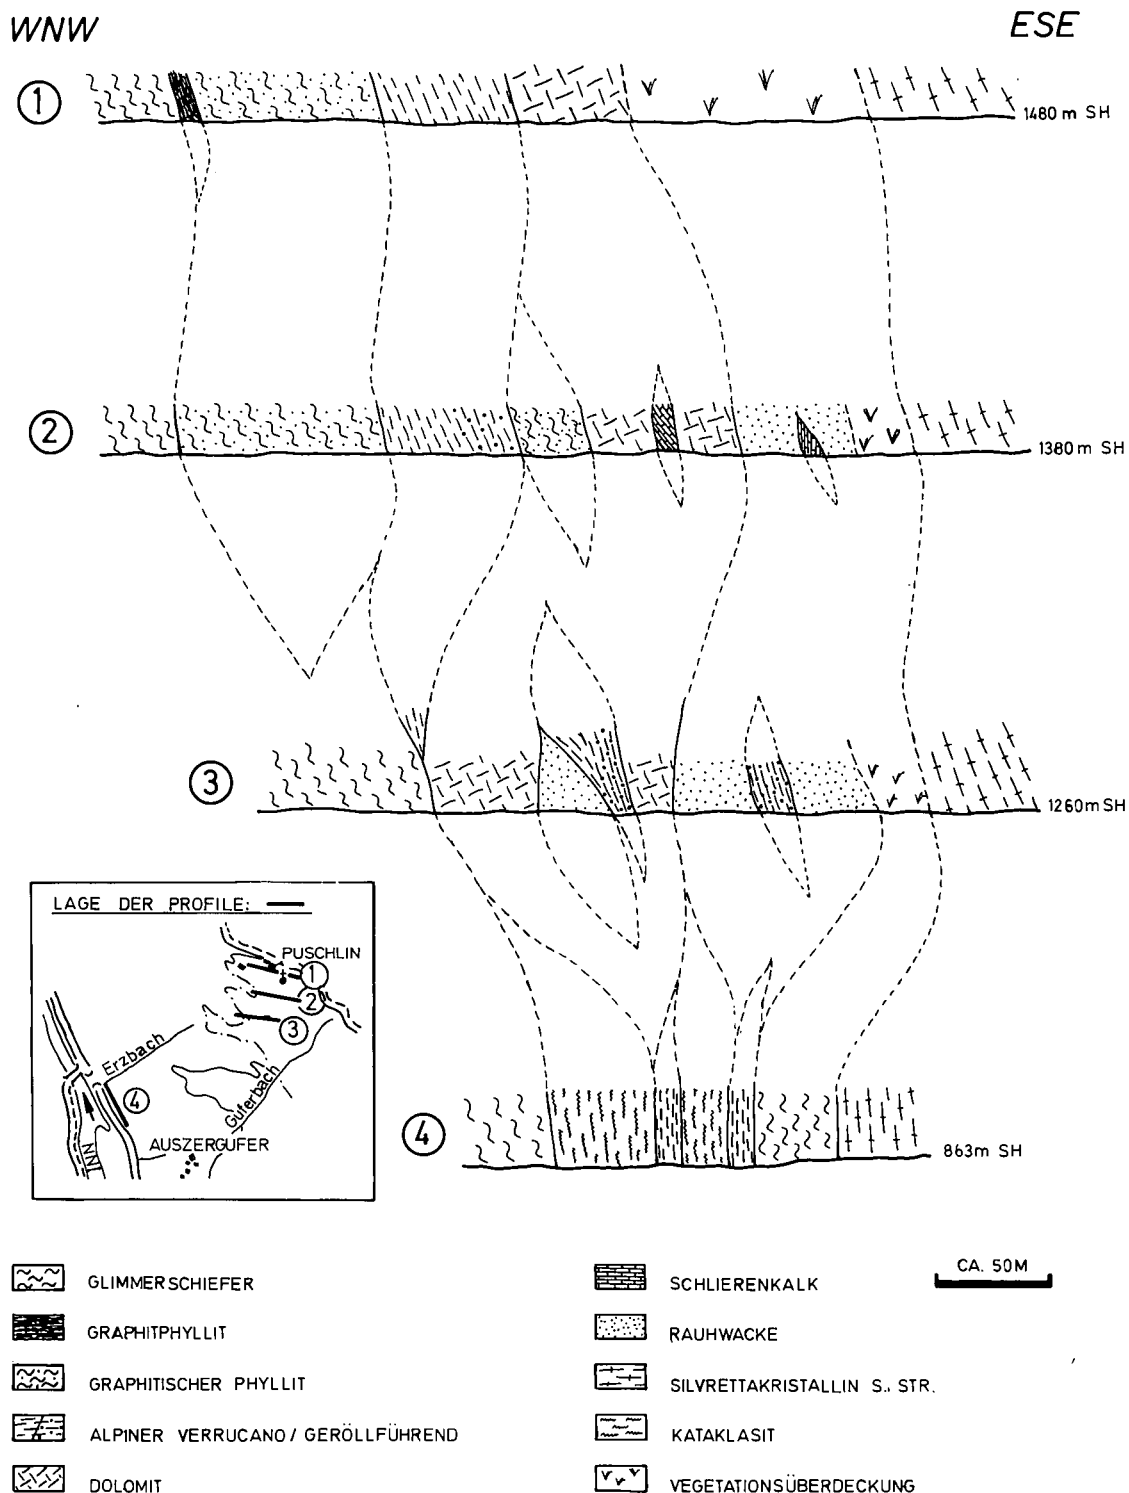 WNW
ESE
1
1480 m SH
2
1380 m SH
3
1260 m SH
LAGE DER PROFILE:
PUSCHLIN
1
2
3
Erzbach
4
Guferbach
AUSZERGUFER
INN
4
863 m SH
CA. 50M
GLIMMERSCHIEFER
GRAPHITPHYLLIT
GRAPHITISCHER PHYLLIT
ALPINER VERRUCANO / GERÖLLFÜHREND
DOLOMIT
SCHLIERENKALK
RAUHWACKE
SILVRETTAKRISTALLIN S. STR.
KATAKLASIT
VEGETATIONSÜBERDECKUNG